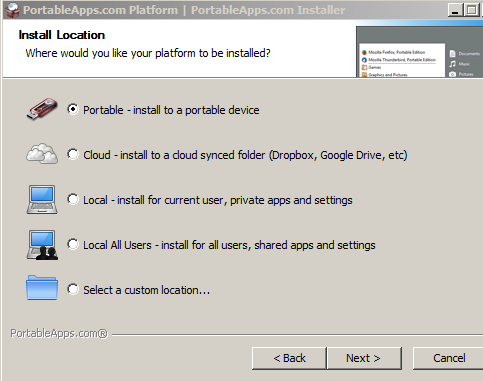 PortableApps.com Platform | PortableApps.com Installer
Install Location
Where would you like your platform to be installed?
Mozilla Firefox, Portable Edition
Mozilla Thunderbird, Portable Edition
Games
Graphics and Pictures
Documents
Music
Pictures
Portable - install to a portable device
Cloud - install to a cloud synced folder (Dropbox, Google Drive, etc)
Local - install for current user, private apps and settings
Local All Users - install for all users, shared apps and settings
Select a custom location...
PortableApps.com®
< Back
Next >
Cancel